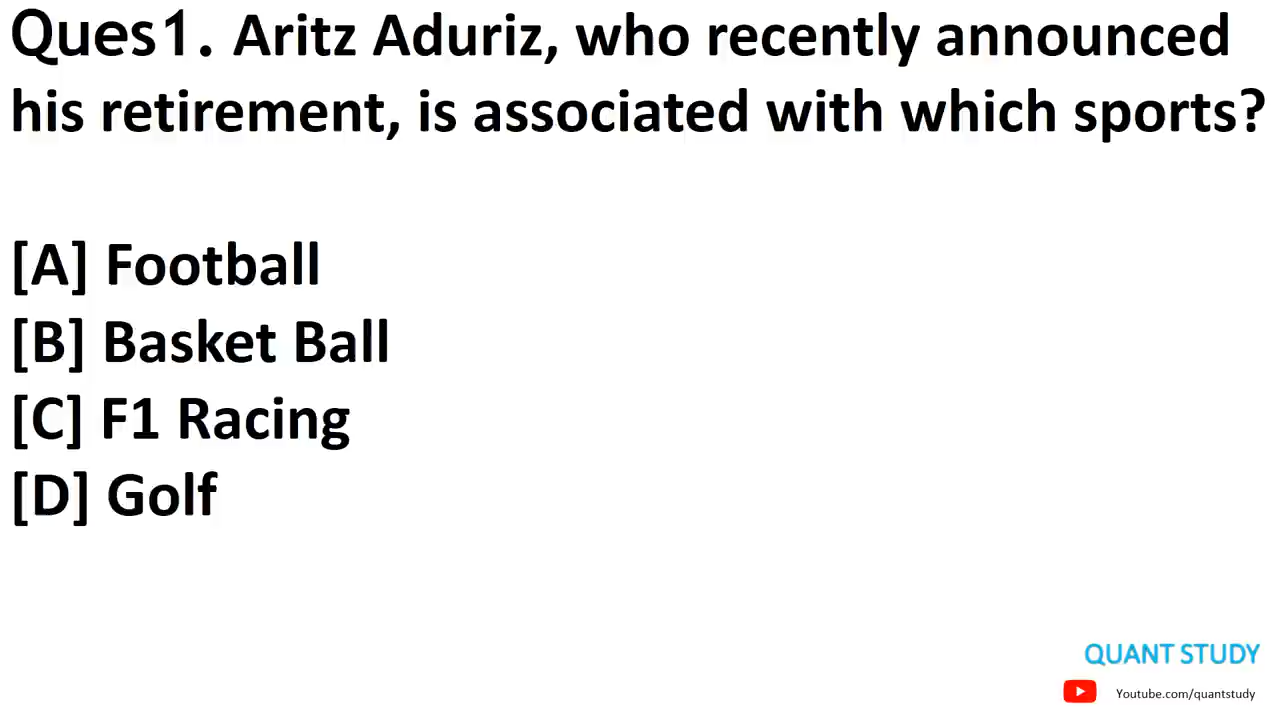 Ques1. Aritz Aduriz, who recently announced
his retirement, is associated with which sports?
[A] Football
[B] Basket Ball
[C] F1 Racing
[D] Golf
QUANT STUDY
Youtube.com/quantstudy